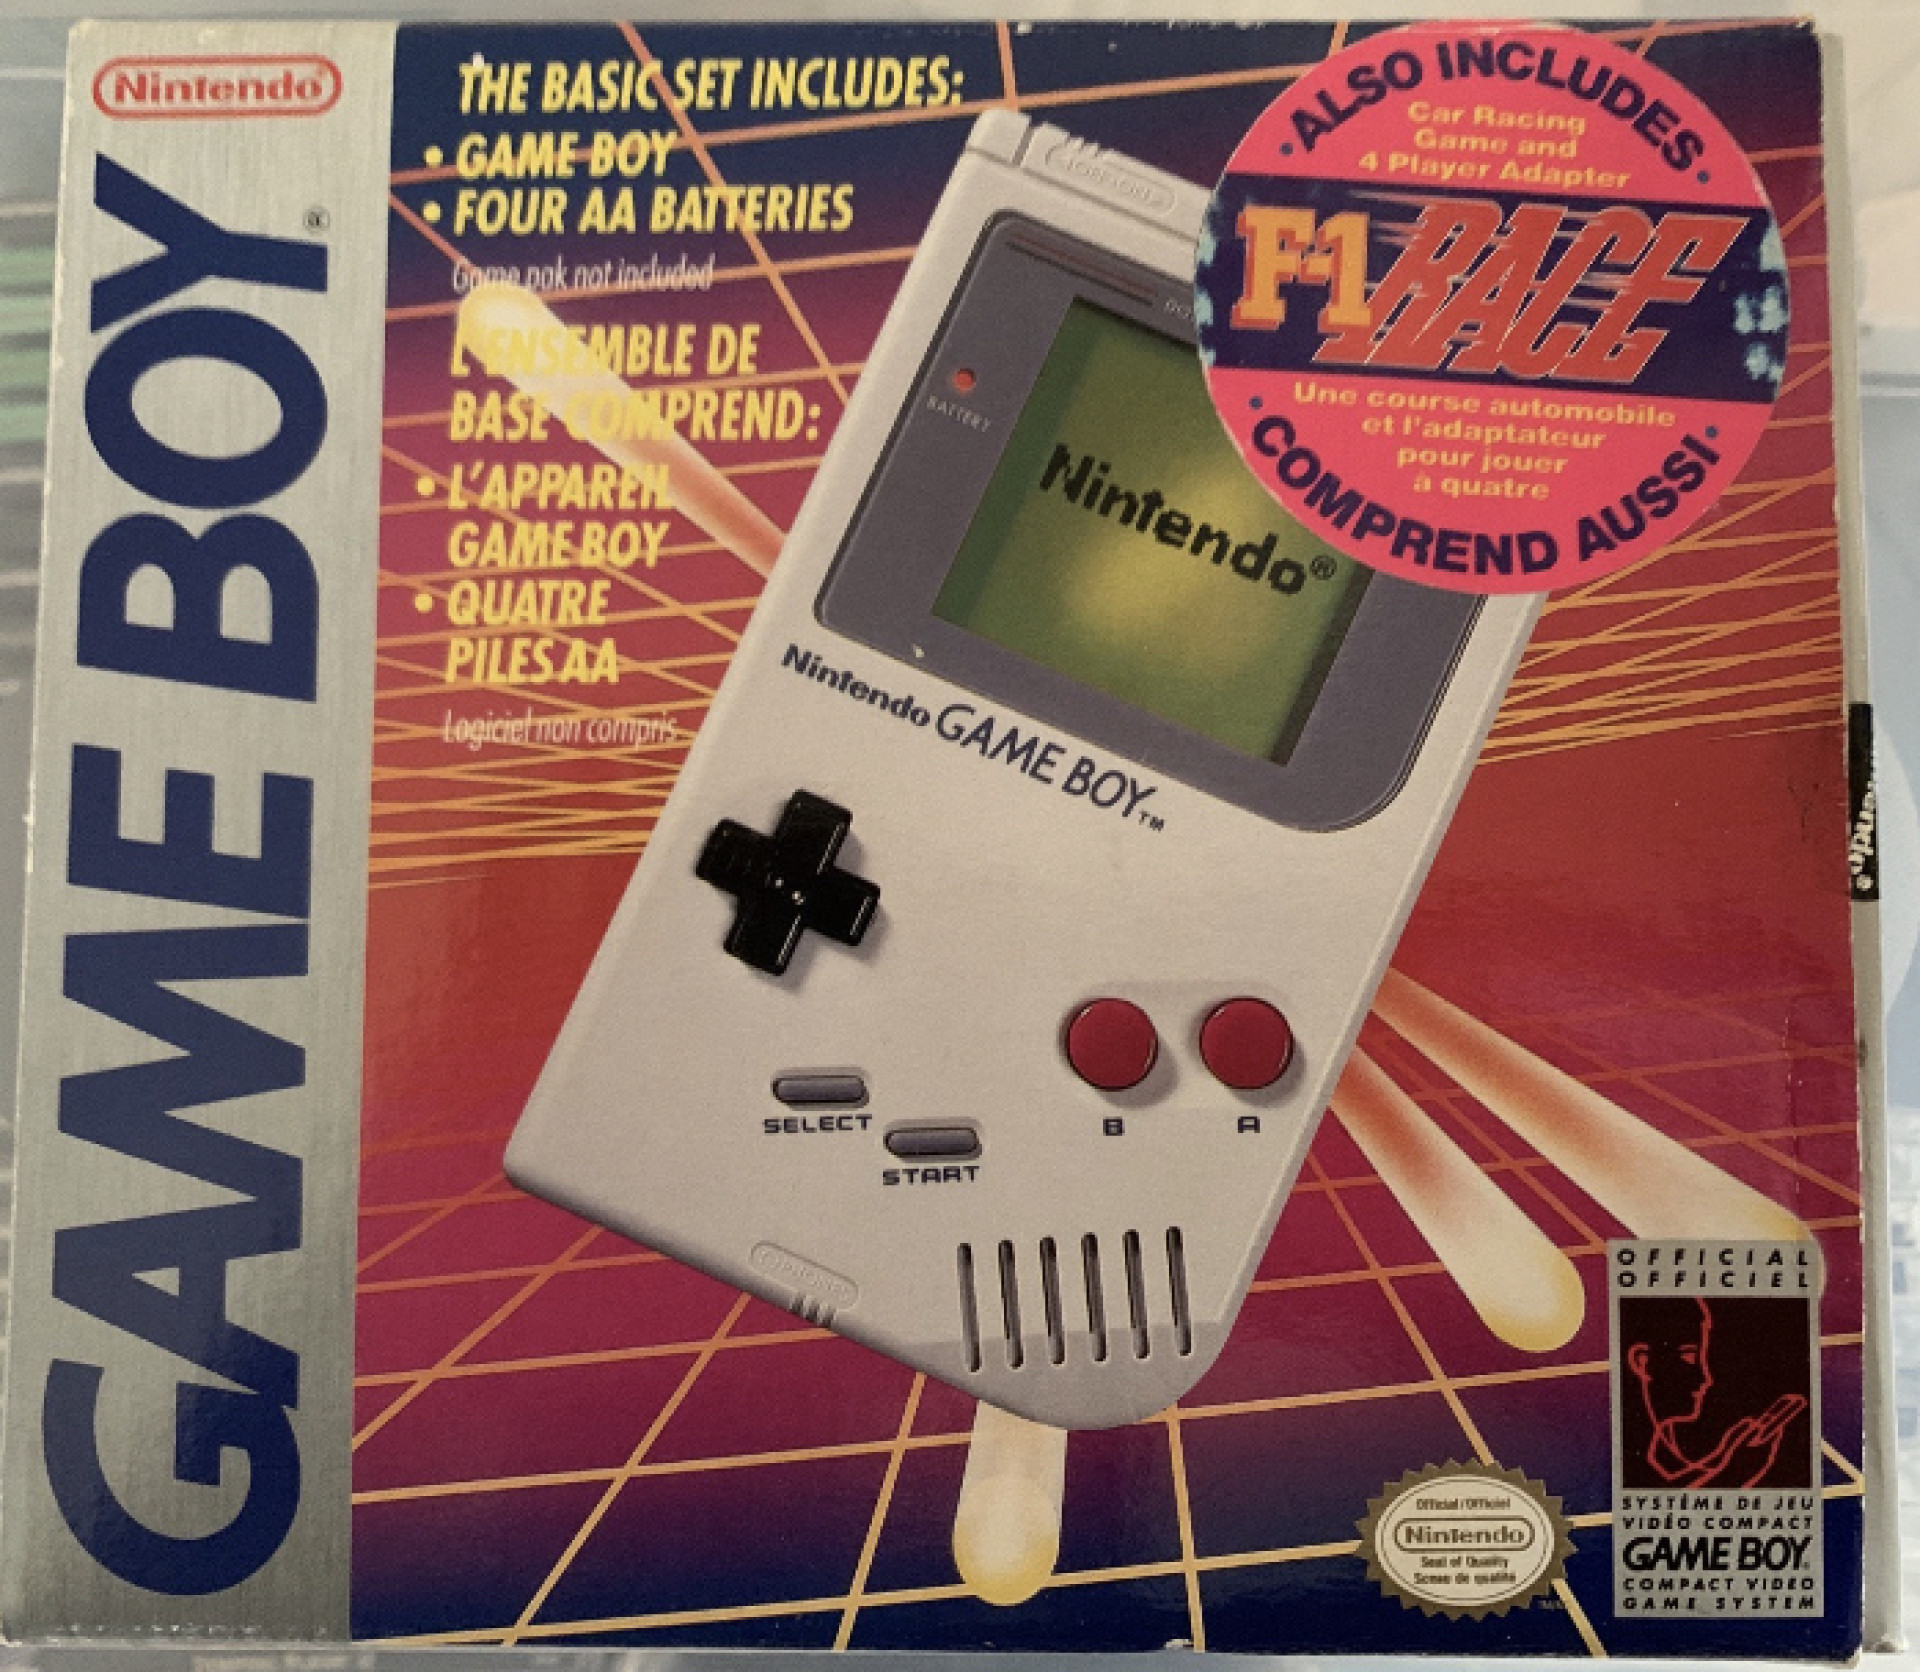 Nintendo®
GAME BOY®
THE BASIC SET INCLUDES:
• GAME BOY
• FOUR AA BATTERIES
Game pak not included
L'ENSEMBLE DE
BASE COMPREND:
• L'APPAREIL
GAME BOY
• QUATRE
PILES AA
Logiciel non compris
• ALSO INCLUDES •
Car Racing
Game and
4 Player Adapter
F-1 RACE
Une course automobile
et l'adaptateur
pour jouer
à quatre
• COMPREND AUSSI •
OFF•ON
BATTERY
Nintendo®
Nintendo GAME BOY™
SELECT
START
B
A
PHONES
OFFICIAL
OFFICIEL
SYSTÈME DE JEU
VIDÉO COMPACT
GAME BOY
COMPACT VIDEO
GAME SYSTEM
Official/Officiel
Nintendo
Seal of Quality
Sceau de qualité